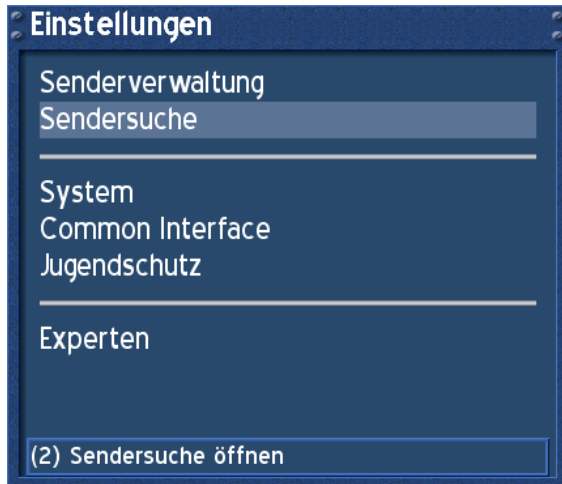 Einstellungen
Senderverwaltung
Sendersuche
System
Common Interface
Jugendschutz
Experten
(2) Sendersuche öffnen